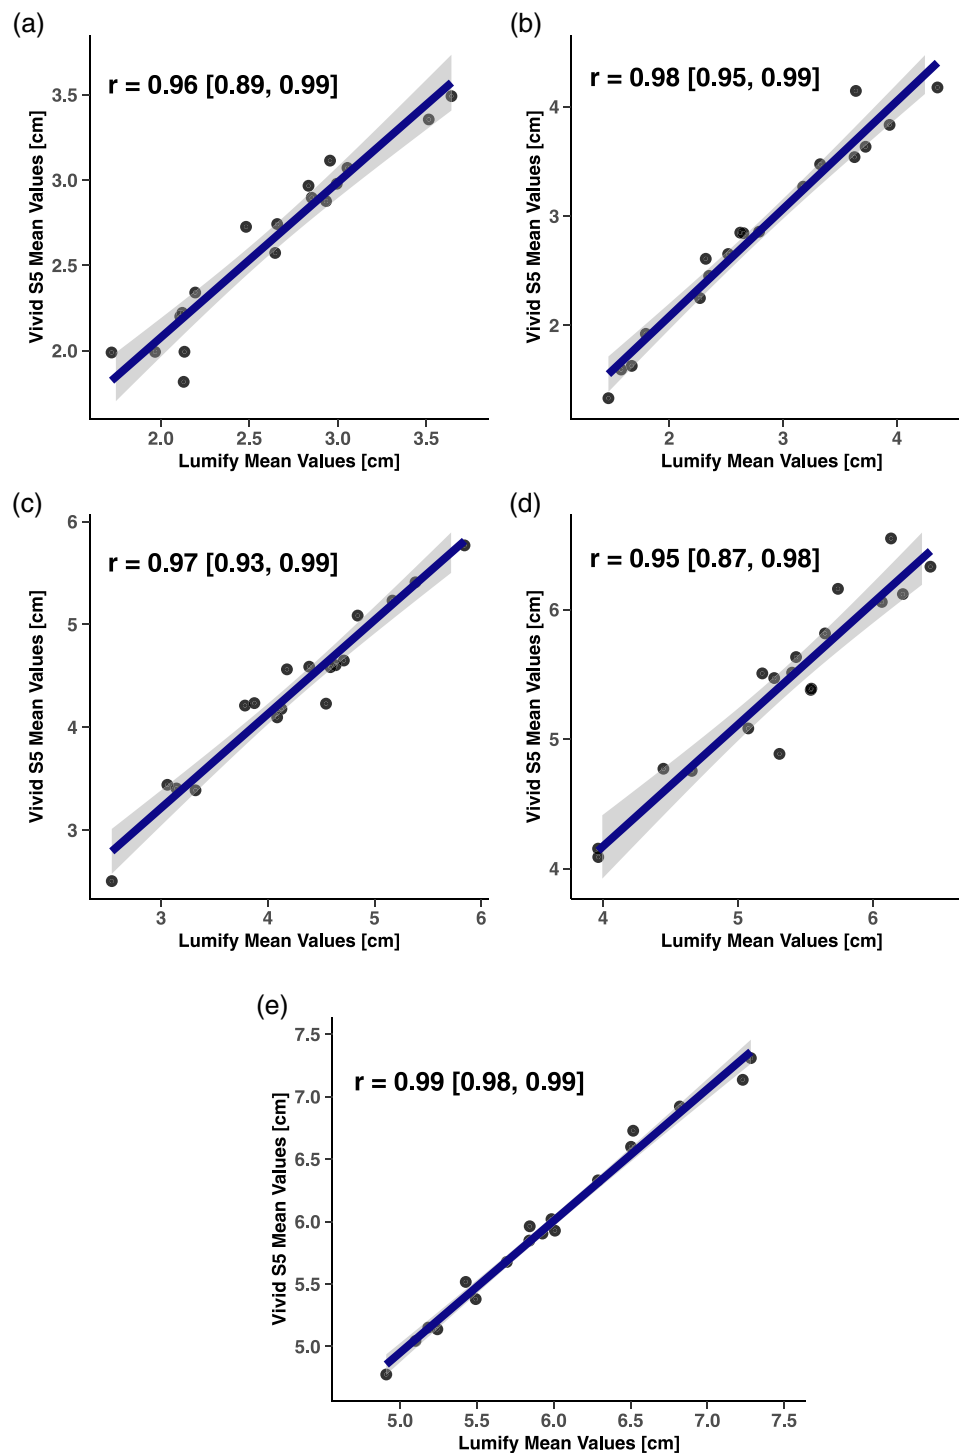 (a)
r = 0.96 [0.89, 0.99]
Vivid S5 Mean Values [cm]
3.5
3.0
2.5
2.0
2.0 2.5 3.0 3.5
Lumify Mean Values [cm]
(b)
r = 0.98 [0.95, 0.99]
Vivid S5 Mean Values [cm]
4
3
2
2 3 4
Lumify Mean Values [cm]
(c)
r = 0.97 [0.93, 0.99]
Vivid S5 Mean Values [cm]
6
5
4
3
3 4 5 6
Lumify Mean Values [cm]
(d)
r = 0.95 [0.87, 0.98]
Vivid S5 Mean Values [cm]
6
5
4
4 5 6
Lumify Mean Values [cm]
(e)
r = 0.99 [0.98, 0.99]
Vivid S5 Mean Values [cm]
7.5
7.0
6.5
6.0
5.5
5.0
5.0 5.5 6.0 6.5 7.0 7.5
Lumify Mean Values [cm]